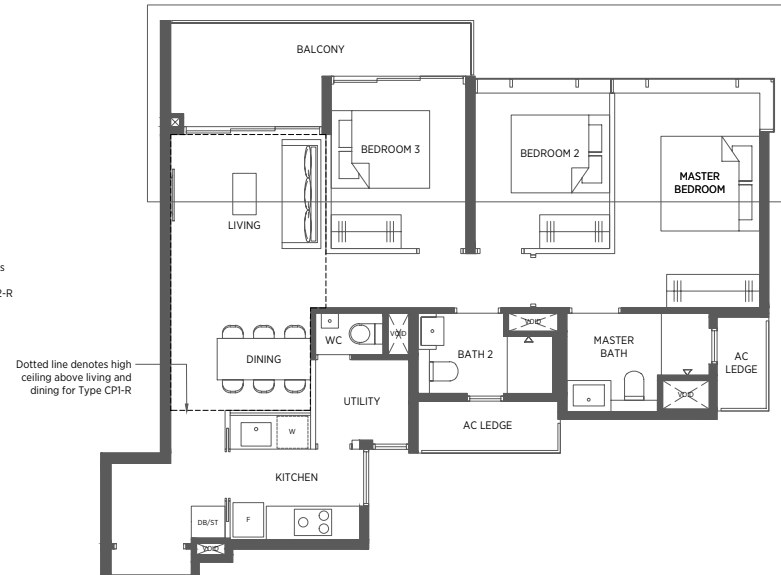 BALCONY
BEDROOM 3
BEDROOM 2
MASTER
BEDROOM
LIVING
s
2-R
VOID
VOID
WC
BATH 2
MASTER
BATH
AC
LEDGE
DINING
Dotted line denotes high
ceiling above living and
dining for Type CP1-R
UTILITY
VOID
AC LEDGE
W
KITCHEN
DB/ST
F
VOID